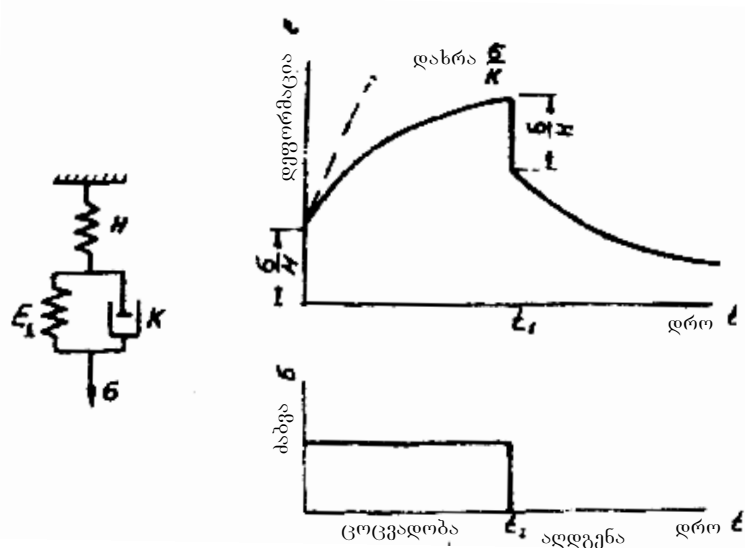 ε
დეფორმაცია
დახრა σ/K
σ/H
σ/H
t₁
დრო t
H
E₁
K
σ
σ
ძაბვა
ცოცვადობა
t₁
აღდგენა
დრო t